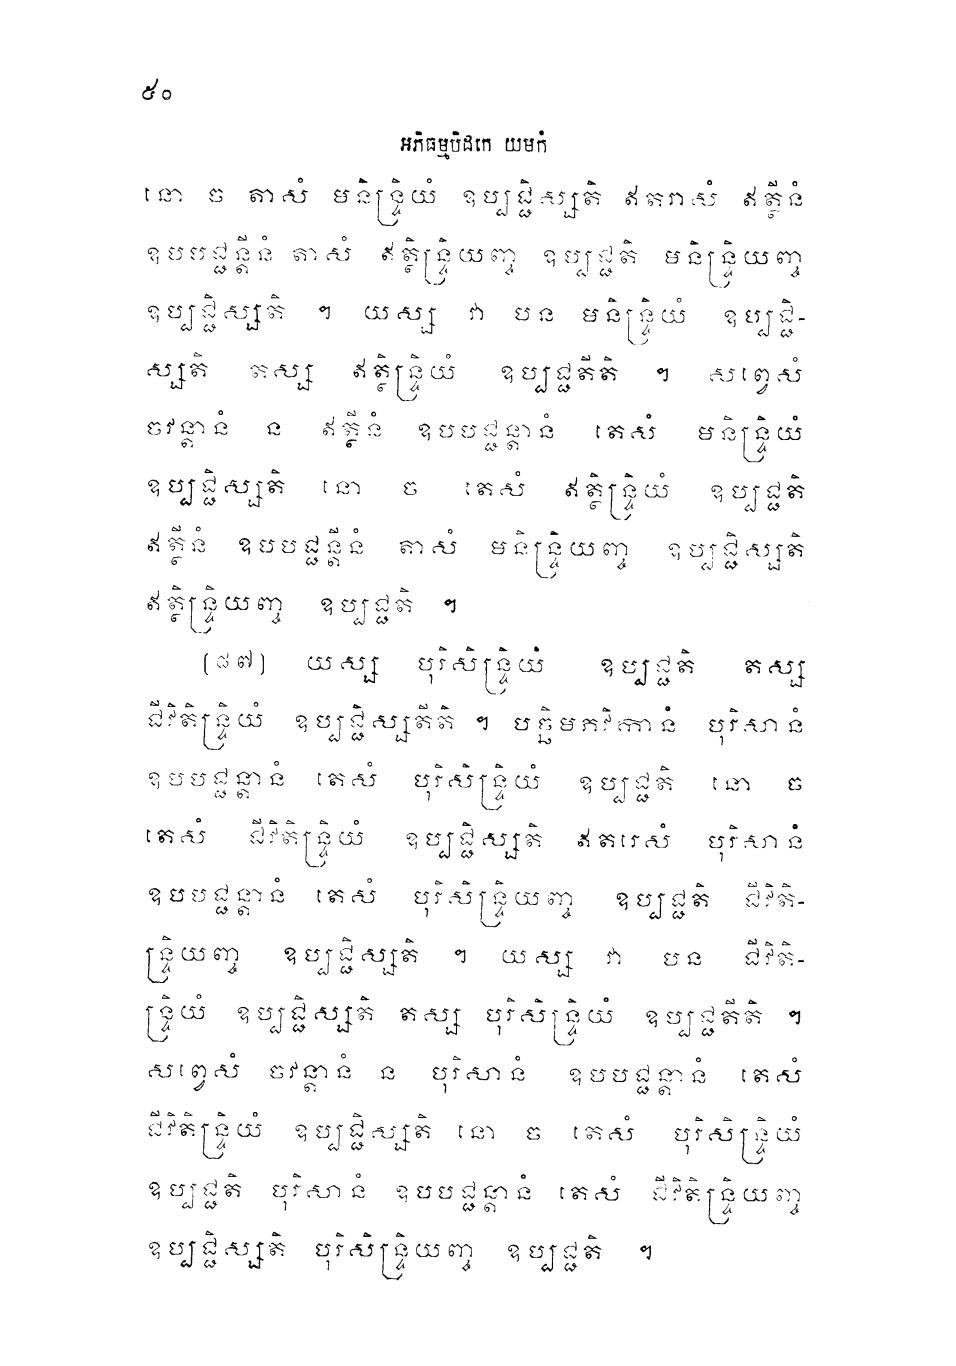 ៥០
អភិធម្មបិដកេ យមកំ
នោ ច តាសំ មនិន្ទ្រិយំ ឧប្បជ្ជិស្សតិ ឥតរាសំ ឥត្ថីនំ
ឧបបជ្ជន្តីនំ តាសំ ឥត្ថិន្ទ្រិយញ្ច ឧប្បជ្ជតិ មនិន្ទ្រិយញ្ច
ឧប្បជ្ជិស្សតិ ។ យស្ស វា បន មនិន្ទ្រិយំ ឧប្បជ្ជិ-
ស្សតិ តស្ស ឥត្ថិន្ទ្រិយំ ឧប្បជ្ជតីតិ ។ សព្វេសំ
ចវន្តានំ ន ឥត្ថីនំ ឧបបជ្ជន្តានំ តេសំ មនិន្ទ្រិយំ
ឧប្បជ្ជិស្សតិ នោ ច តេសំ ឥត្ថិន្ទ្រិយំ ឧប្បជ្ជតិ
ឥត្ថីនំ ឧបបជ្ជន្តីនំ តាសំ មនិន្ទ្រិយញ្ច ឧប្បជ្ជិស្សតិ
ឥត្ថិន្ទ្រិយញ្ច ឧប្បជ្ជតិ ។
(៨៧) យស្ស បុរិសិន្ទ្រិយំ ឧប្បជ្ជតិ តស្ស
ជីវិតិន្ទ្រិយំ ឧប្បជ្ជិស្សតីតិ ។ បច្ឆិមភវិកានំ បុរិសានំ
ឧបបជ្ជន្តានំ តេសំ បុរិសិន្ទ្រិយំ ឧប្បជ្ជតិ នោ ច
តេសំ ជីវិតិន្ទ្រិយំ ឧប្បជ្ជិស្សតិ ឥតរេសំ បុរិសានំ
ឧបបជ្ជន្តានំ តេសំ បុរិសិន្ទ្រិយញ្ច ឧប្បជ្ជតិ ជីវិតិ-
ន្ទ្រិយញ្ច ឧប្បជ្ជិស្សតិ ។ យស្ស វា បន ជីវិតិ-
ន្ទ្រិយំ ឧប្បជ្ជិស្សតិ តស្ស បុរិសិន្ទ្រិយំ ឧប្បជ្ជតីតិ ។
សព្វេសំ ចវន្តានំ ន បុរិសានំ ឧបបជ្ជន្តានំ តេសំ
ជីវិតិន្ទ្រិយំ ឧប្បជ្ជិស្សតិ នោ ច តេសំ បុរិសិន្ទ្រិយំ
ឧប្បជ្ជតិ បុរិសានំ ឧបបជ្ជន្តានំ តេសំ ជីវិតិន្ទ្រិយញ្ច
ឧប្បជ្ជិស្សតិ បុរិសិន្ទ្រិយញ្ច ឧប្បជ្ជតិ ។